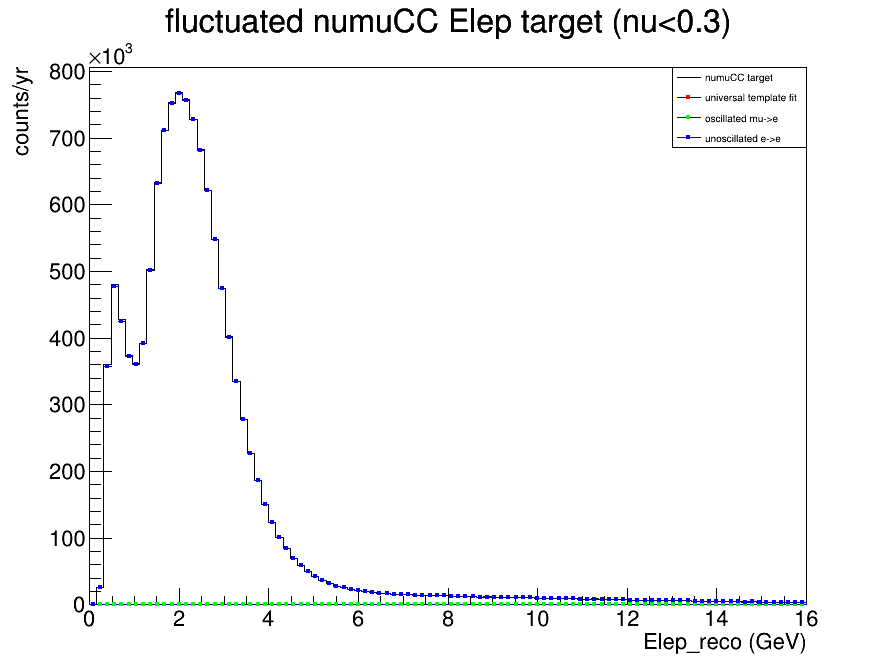 fluctuated numuCC Elep target (nu<0.3)
×10³
counts/yr
800
700
600
500
400
300
200
100
0
0 2 4 6 8 10 12 14 16
Elep_reco (GeV)
numuCC target
universal template fit
oscillated mu->e
unoscillated e->e